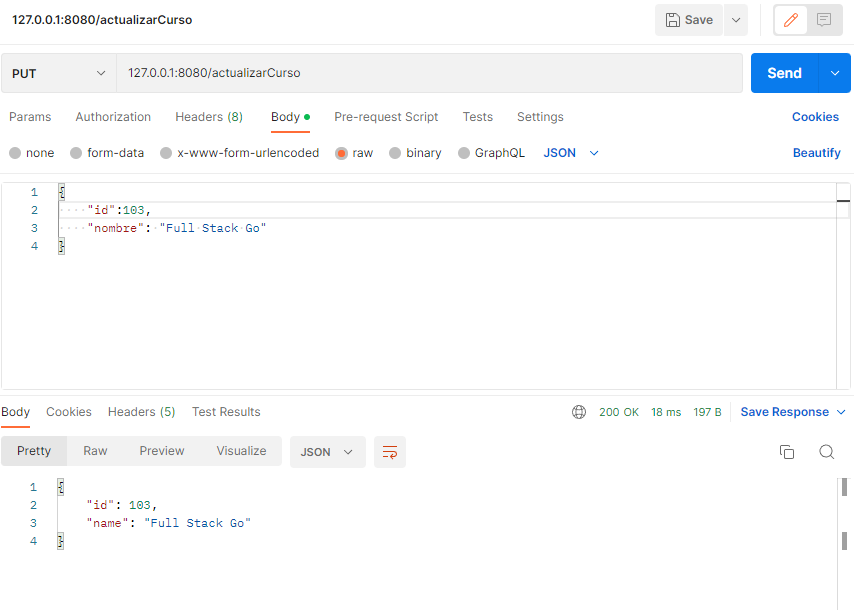 127.0.0.1:8080/actualizarCurso Save
PUT 127.0.0.1:8080/actualizarCurso Send
Params Authorization Headers (8) Body Pre-request Script Tests Settings Cookies
none form-data x-www-form-urlencoded raw binary GraphQL JSON Beautify
1 {
2 "id":103,
3 "nombre": "Full Stack Go"
4 }
Body Cookies Headers (5) Test Results 200 OK 18 ms 197 B Save Response
Pretty Raw Preview Visualize JSON
1 {
2 "id": 103,
3 "name": "Full Stack Go"
4 }